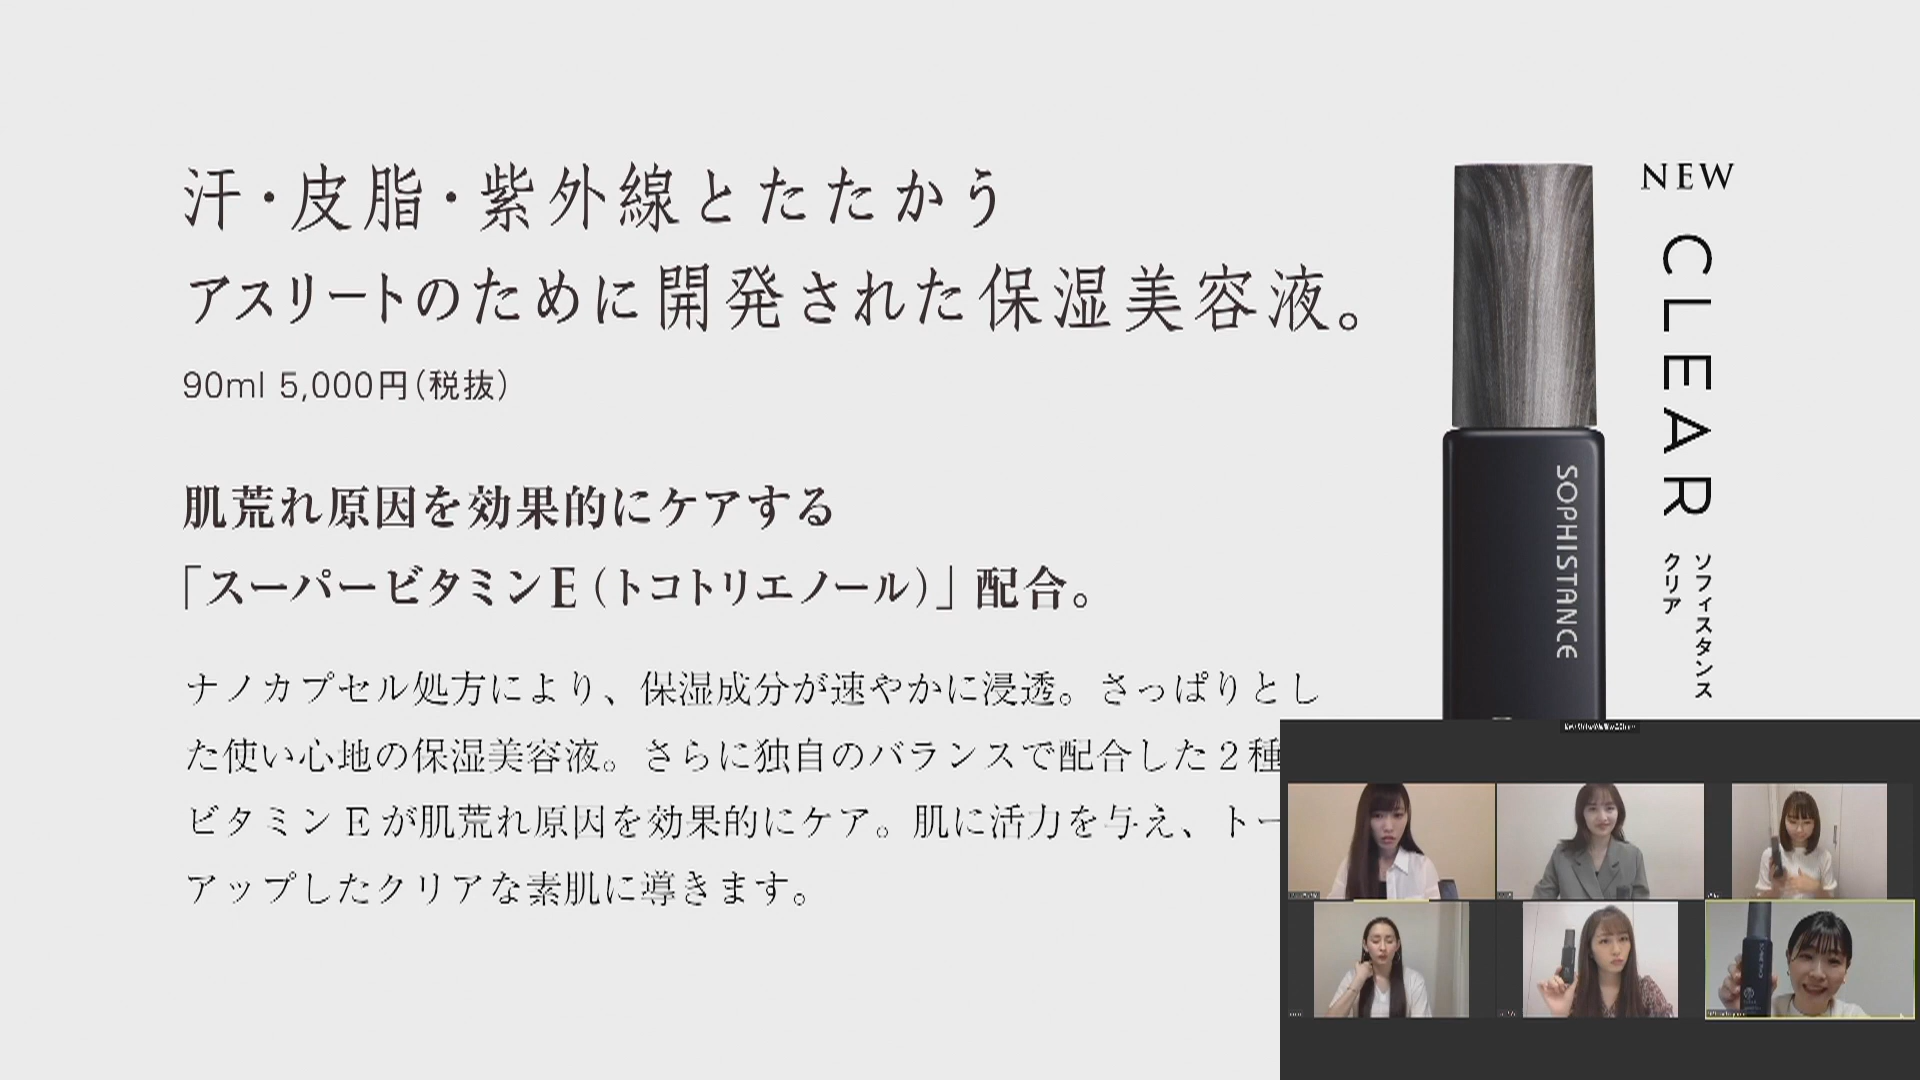 汗・皮脂・紫外線とたたかう
アスリートのために開発された保湿美容液。
90ml 5,000円（税抜）
肌荒れ原因を効果的にケアする
「スーパービタミンE（トコトリエノール）」配合。
ナノカプセル処方により、保湿成分が速やかに浸透。さっぱりとし
た使い心地の保湿美容液。さらに独自のバランスで配合した２種
ビタミンＥが肌荒れ原因を効果的にケア。肌に活力を与え、トー
アップしたクリアな素肌に導きます。
NEW
CLEAR
ソフィスタンス
クリア
SOPHISTANCE